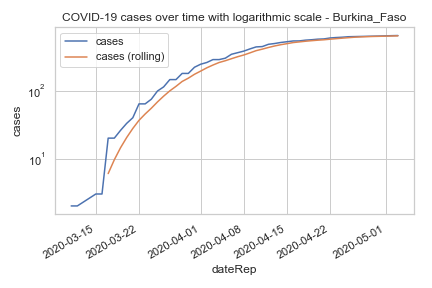 COVID-19 cases over time with logarithmic scale - Burkina_Faso
cases
cases (rolling)
10²
10¹
cases
2020-03-15
2020-03-22
2020-04-01
2020-04-08
2020-04-15
2020-04-22
2020-05-01
dateRep